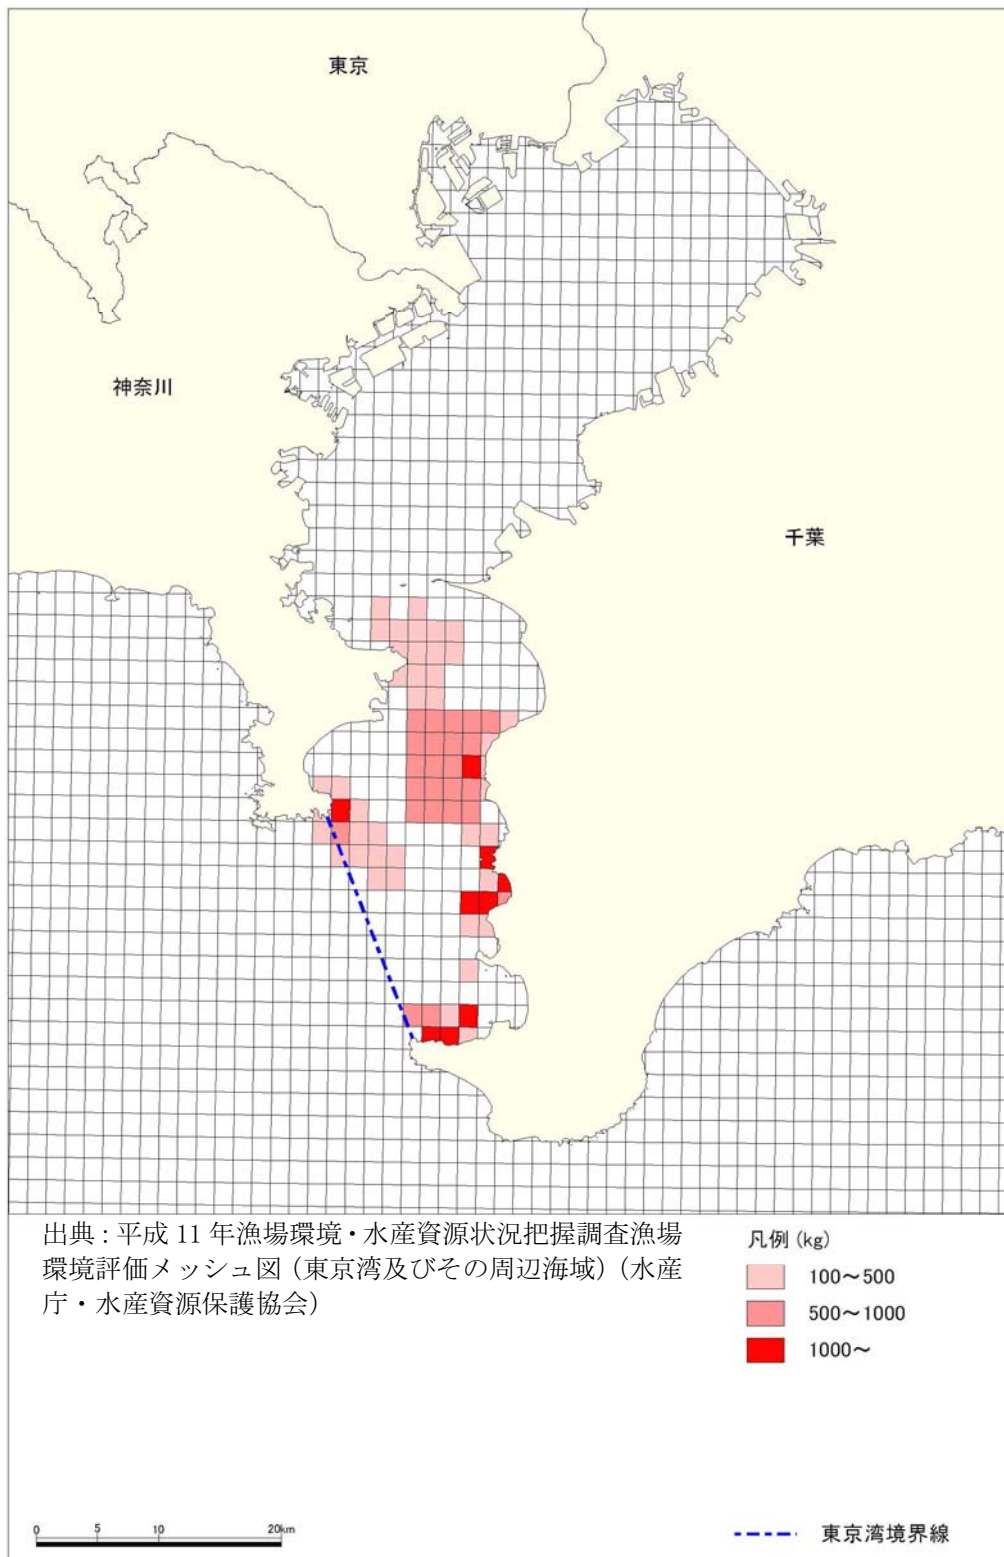 東京
神奈川
千葉
出典：平成 11 年漁場環境・水産資源状況把握調査漁場
環境評価メッシュ図（東京湾及びその周辺海域）（水産
庁・水産資源保護協会）
凡例 (kg)
100～500
500～1000
1000～
0 5 10 20km
東京湾境界線